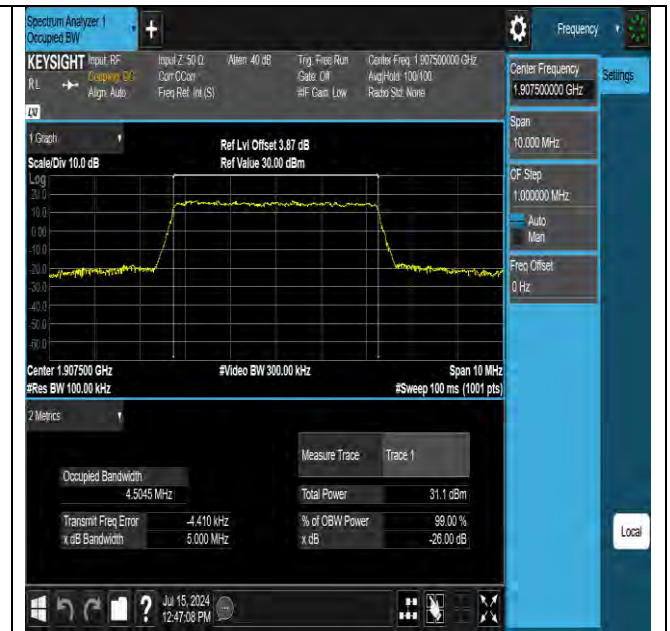 Spectrum Analyzer 1
Occupied BW
+
Frequency
KEYSIGHT Input: RF Input Z: 50 Ω Atten: 40 dB Trig: Free Run Center Freq: 1.907500000 GHz
RL Coupling: DC Corr CCorr Gate: Off Avg|Hold: 100/100
Align: Auto Freq Ref: Int (S) #IF Gain: Low Radio Std: None
LXI
Center Frequency
1.907500000 GHz
Settings
Span
10.000 MHz
CF Step
1.000000 MHz
Auto
Man
Freq Offset
0 Hz
1 Graph
Ref Lvl Offset 3.87 dB
Scale/Div 10.0 dB Ref Value 30.00 dBm
Log
20.0
10.0
0.00
-10.0
-20.0
-30.0
-40.0
-50.0
-60.0
Center 1.907500 GHz #Video BW 300.00 kHz Span 10 MHz
#Res BW 100.00 kHz #Sweep 100 ms (1001 pts)
2 Metrics
Measure Trace Trace 1
Occupied Bandwidth
4.5045 MHz
Total Power 31.1 dBm
Transmit Freq Error -4.410 kHz % of OBW Power 99.00 %
x dB Bandwidth 5.000 MHz x dB -26.00 dB
Local
? Jul 15, 2024
12:47:08 PM